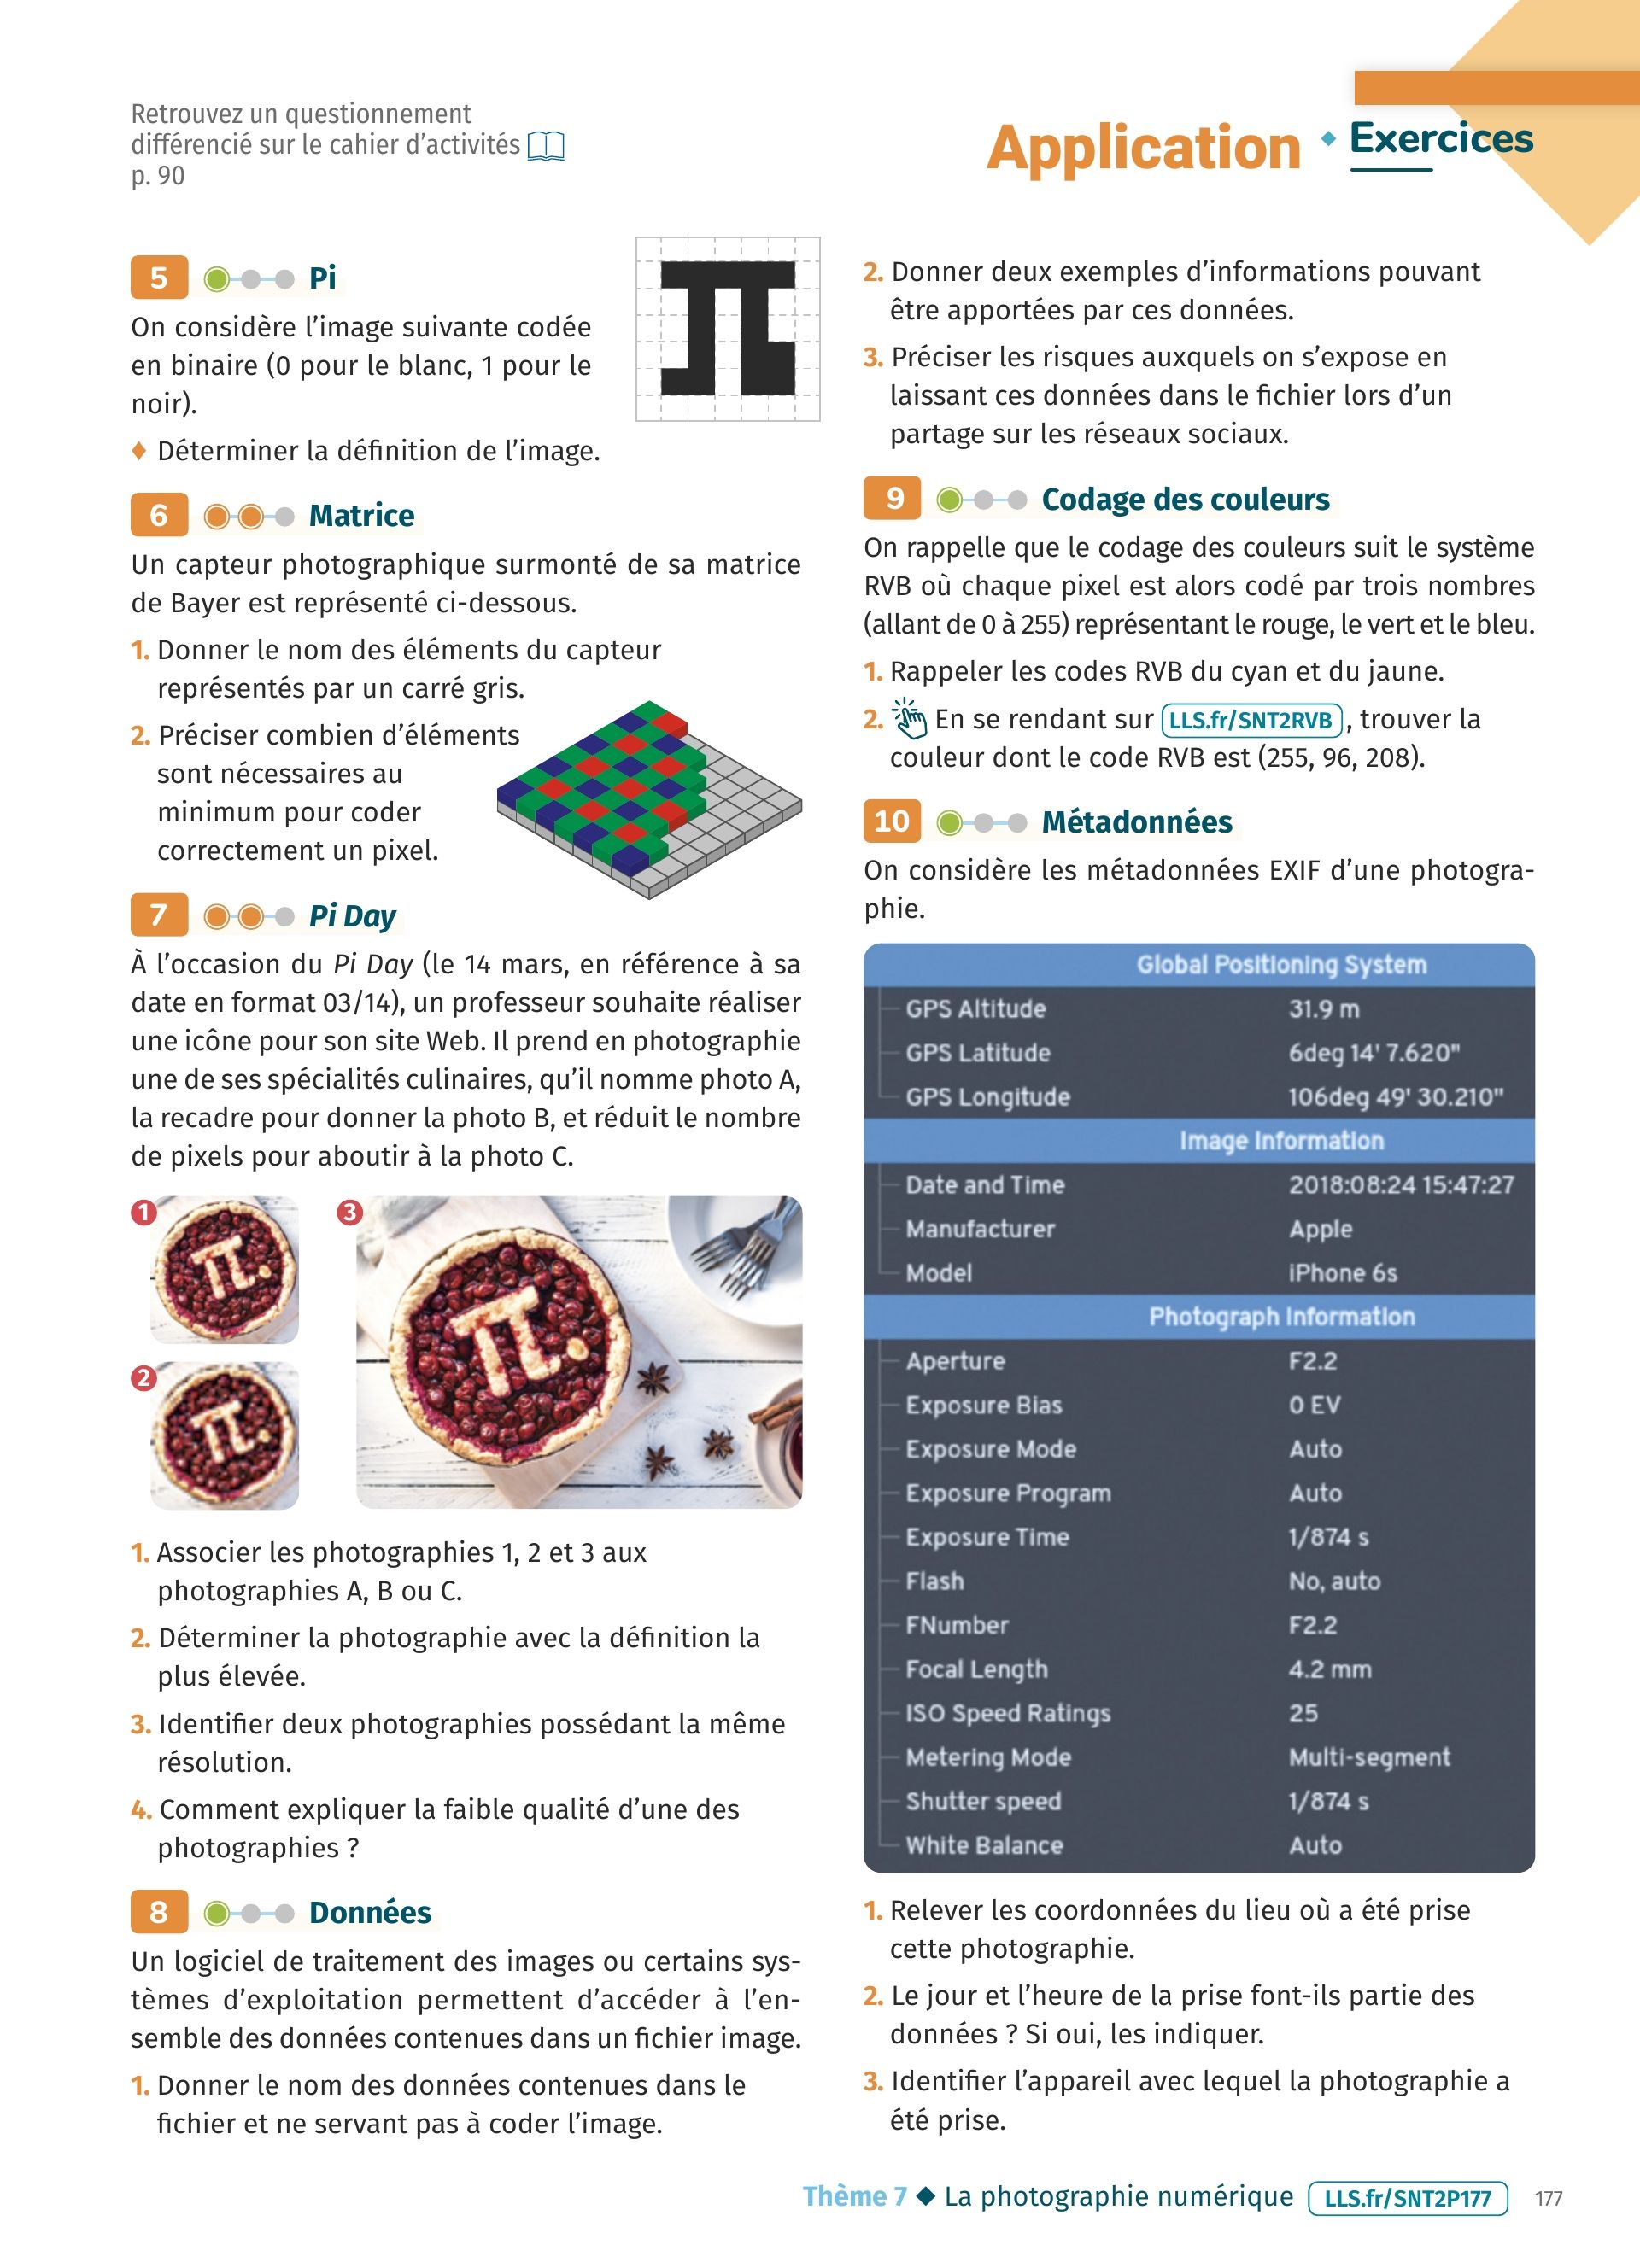 Retrouvez un questionnement
différencié sur le cahier d'activités
p. 90
Application ◆ Exercices
5 Pi
On considère l'image suivante codée
en binaire (0 pour le blanc, 1 pour le
noir).
♦ Déterminer la définition de l'image.
6 Matrice
Un capteur photographique surmonté de sa matrice
de Bayer est représenté ci-dessous.
1. Donner le nom des éléments du capteur
représentés par un carré gris.
2. Préciser combien d'éléments
sont nécessaires au
minimum pour coder
correctement un pixel.
7 Pi Day
À l'occasion du Pi Day (le 14 mars, en référence à sa
date en format 03/14), un professeur souhaite réaliser
une icône pour son site Web. Il prend en photographie
une de ses spécialités culinaires, qu'il nomme photo A,
la recadre pour donner la photo B, et réduit le nombre
de pixels pour aboutir à la photo C.
1
2
3
1. Associer les photographies 1, 2 et 3 aux
photographies A, B ou C.
2. Déterminer la photographie avec la définition la
plus élevée.
3. Identifier deux photographies possédant la même
résolution.
4. Comment expliquer la faible qualité d'une des
photographies ?
8 Données
Un logiciel de traitement des images ou certains sys-
tèmes d'exploitation permettent d'accéder à l'en-
semble des données contenues dans un fichier image.
1. Donner le nom des données contenues dans le
fichier et ne servant pas à coder l'image.
2. Donner deux exemples d'informations pouvant
être apportées par ces données.
3. Préciser les risques auxquels on s'expose en
laissant ces données dans le fichier lors d'un
partage sur les réseaux sociaux.
9 Codage des couleurs
On rappelle que le codage des couleurs suit le système
RVB où chaque pixel est alors codé par trois nombres
(allant de 0 à 255) représentant le rouge, le vert et le bleu.
1. Rappeler les codes RVB du cyan et du jaune.
2. En se rendant sur LLS.fr/SNT2RVB , trouver la
couleur dont le code RVB est (255, 96, 208).
10 Métadonnées
On considère les métadonnées EXIF d'une photogra-
phie.
Global Positioning System
GPS Altitude 31.9 m
GPS Latitude 6deg 14' 7.620"
GPS Longitude 106deg 49' 30.210"
Image Information
Date and Time 2018:08:24 15:47:27
Manufacturer Apple
Model iPhone 6s
Photograph Information
Aperture F2.2
Exposure Bias 0 EV
Exposure Mode Auto
Exposure Program Auto
Exposure Time 1/874 s
Flash No, auto
FNumber F2.2
Focal Length 4.2 mm
ISO Speed Ratings 25
Metering Mode Multi-segment
Shutter speed 1/874 s
White Balance Auto
1. Relever les coordonnées du lieu où a été prise
cette photographie.
2. Le jour et l'heure de la prise font-ils partie des
données ? Si oui, les indiquer.
3. Identifier l'appareil avec lequel la photographie a
été prise.
Thème 7 ◆ La photographie numérique LLS.fr/SNT2P177 177